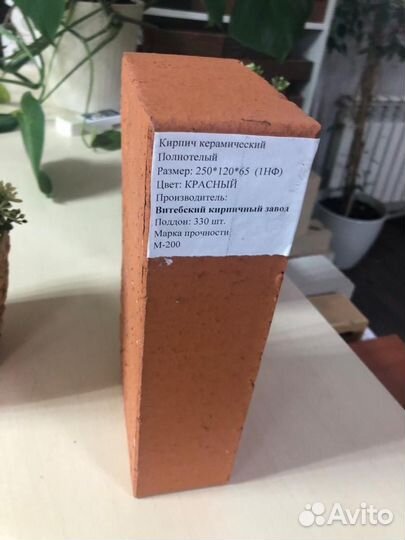 Кирпич керамический
Полнотелый
Размер: 250*120*65 (1НФ)
Цвет: КРАСНЫЙ
Производитель:
Витебский кирпичный завод
Поддон: 330 шт.
Марка прочности
М-200
Avito